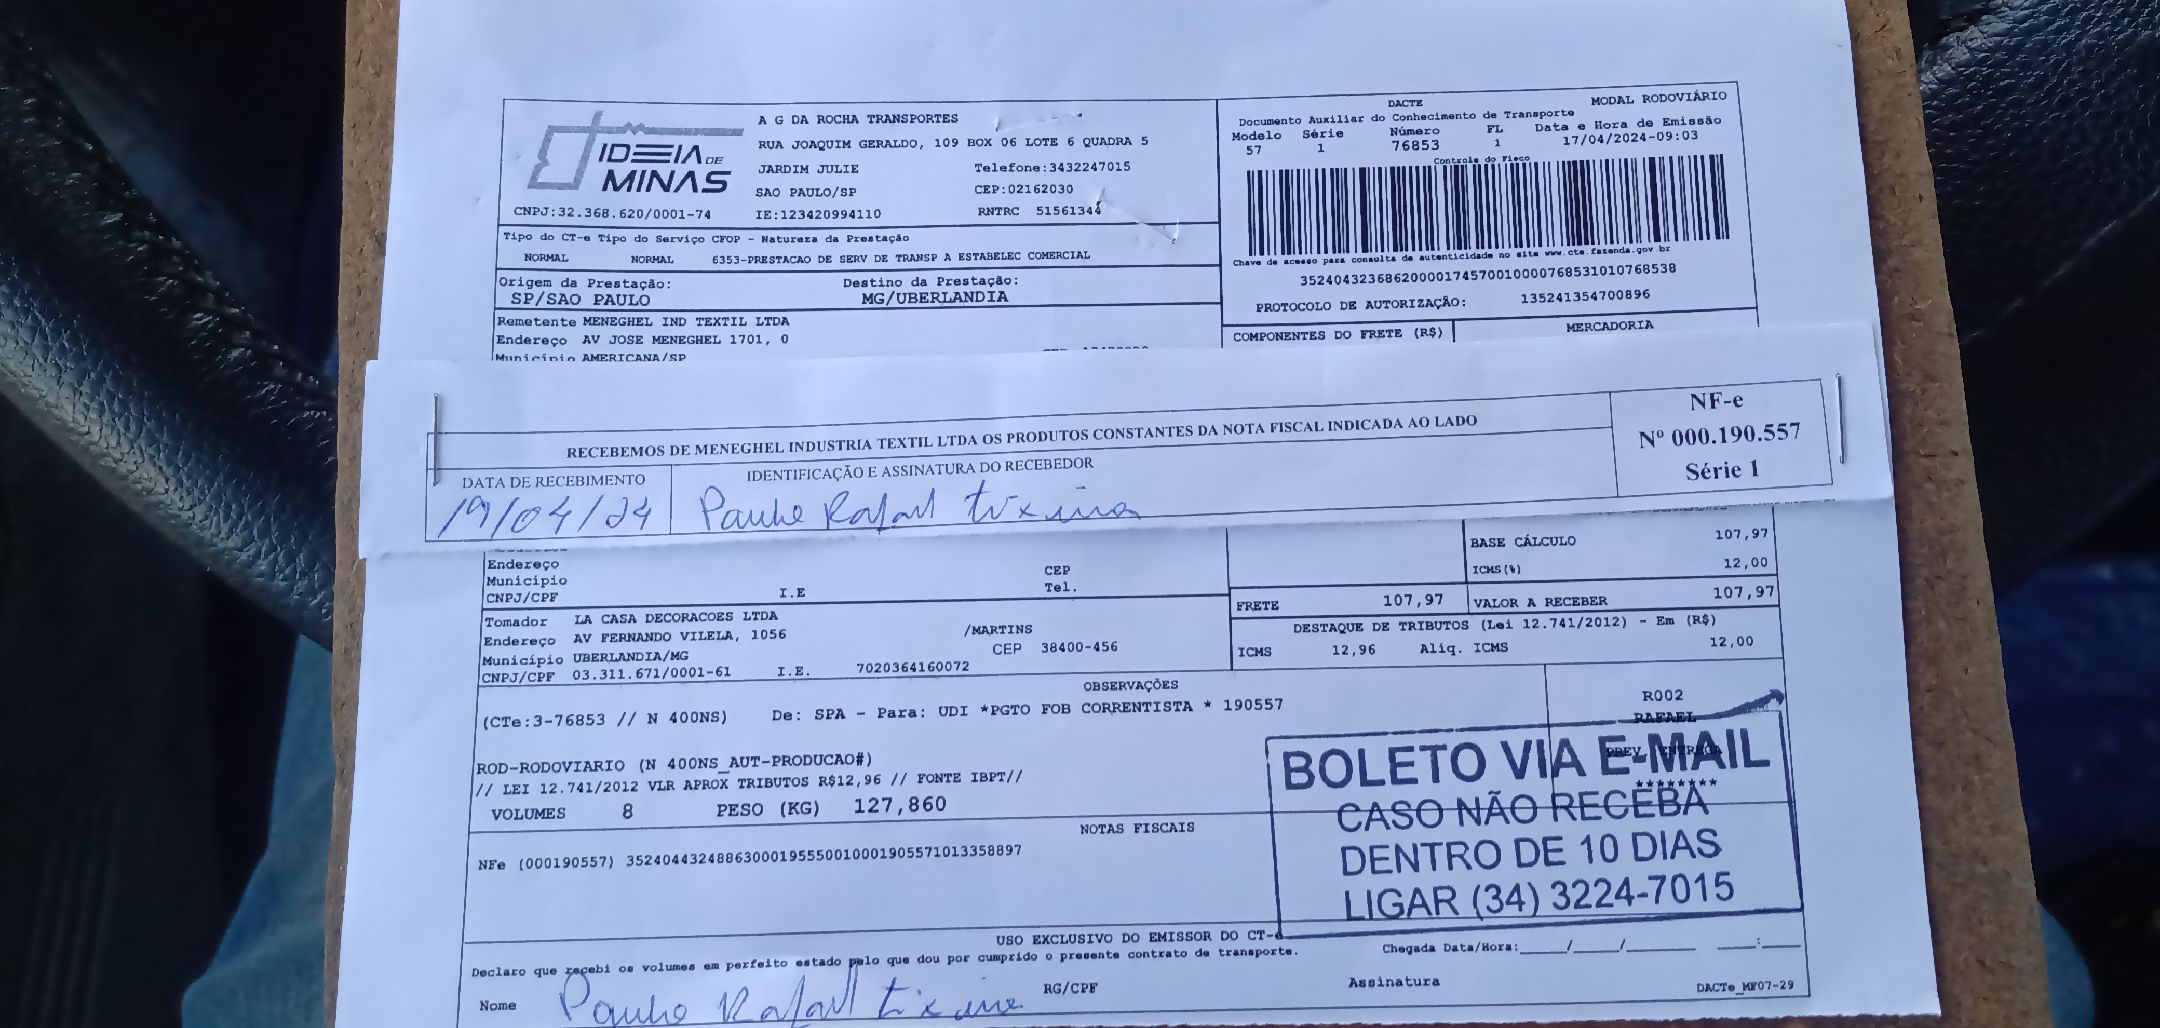 IDEIA DE
MINAS
CNPJ:32.368.620/0001-74
A G DA ROCHA TRANSPORTES
RUA JOAQUIM GERALDO, 109 BOX 06 LOTE 6 QUADRA 5
JARDIM JULIE Telefone:3432247015
SAO PAULO/SP CEP:02162030
IE:123420994110 RNTRC 51561344
DACTE MODAL RODOVIÁRIO
Documento Auxiliar do Conhecimento de Transporte
Modelo Série Número FL Data e Hora de Emissão
57 1 76853 1 17/04/2024-09:03
Controle do Fisco
Chave de acesso para consulta de autenticidade no site www.cte.fazenda.gov.br
35240432368620000174570010000768531010768538
PROTOCOLO DE AUTORIZAÇÃO: 135241354700896
Tipo do CT-e Tipo do Serviço CFOP - Natureza da Prestação
NORMAL NORMAL 6353-PRESTACAO DE SERV DE TRANSP A ESTABELEC COMERCIAL
Origem da Prestação: Destino da Prestação:
SP/SAO PAULO MG/UBERLANDIA
Remetente MENEGHEL IND TEXTIL LTDA
Endereço AV JOSE MENEGHEL 1701, 0
Município AMERICANA/SP
COMPONENTES DO FRETE (R$) MERCADORIA
RECEBEMOS DE MENEGHEL INDUSTRIA TEXTIL LTDA OS PRODUTOS CONSTANTES DA NOTA FISCAL INDICADA AO LADO
NF-e
Nº 000.190.557
Série 1
DATA DE RECEBIMENTO IDENTIFICAÇÃO E ASSINATURA DO RECEBEDOR
19/04/24 Rafael
Endereço
Município CEP
CNPJ/CPF I.E Tel.
BASE CÁLCULO 107,97
ICMS(%) 12,00
FRETE 107,97 VALOR A RECEBER 107,97
Tomador LA CASA DECORACOES LTDA
Endereço AV FERNANDO VILELA, 1056 /MARTINS
Município UBERLANDIA/MG CEP 38400-456
CNPJ/CPF 03.311.671/0001-61 I.E. 7020364160072
DESTAQUE DE TRIBUTOS (Lei 12.741/2012) - Em (R$)
ICMS 12,96 Aliq. ICMS 12,00
OBSERVAÇÕES
(CTe:3-76853 // N 400NS) De: SPA - Para: UDI *PGTO FOB CORRENTISTA * 190557
R002
RAFAEL
PREV. ENTREGA
********
ROD-RODOVIARIO (N 400NS_AUT-PRODUCAO#)
// LEI 12.741/2012 VLR APROX TRIBUTOS R$12,96 // FONTE IBPT//
VOLUMES 8 PESO (KG) 127,860
BOLETO VIA E-MAIL
CASO NÃO RECEBA
DENTRO DE 10 DIAS
LIGAR (34) 3224-7015
NOTAS FISCAIS
NFe (000190557) 35240443248863000195550010001905571013358897
USO EXCLUSIVO DO EMISSOR DO CT-e
Declaro que recebi os volumes em perfeito estado pelo que dou por cumprido o presente contrato de transporte.
Chegada Data/Hora:____/____/______ ____:____
Nome Rafael RG/CPF Assinatura
DACTe_MF07-29